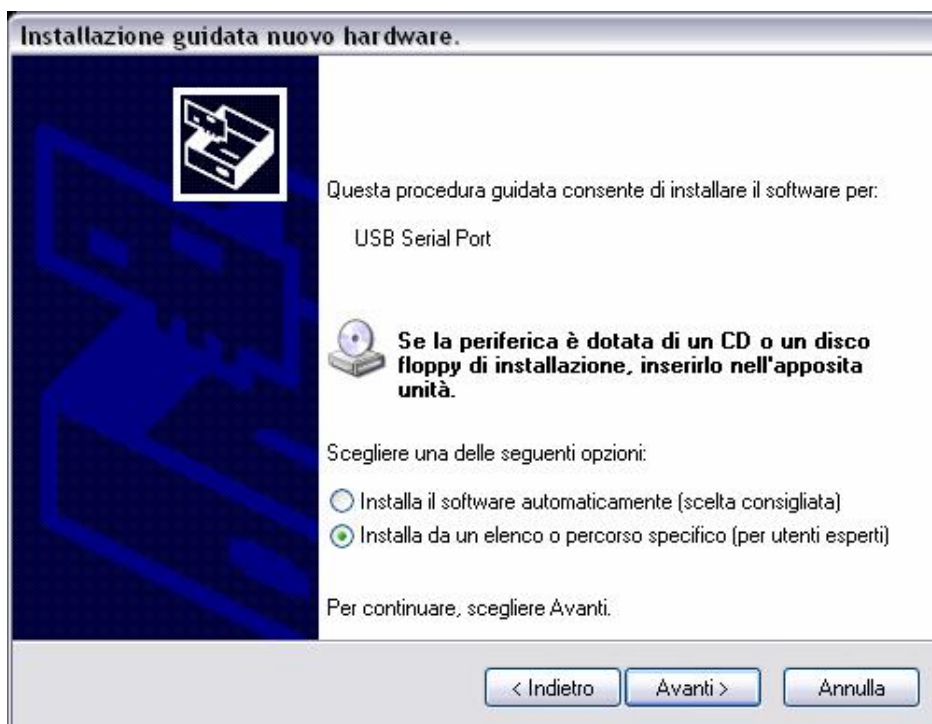 Installazione guidata nuovo hardware.
Questa procedura guidata consente di installare il software per:
USB Serial Port
Se la periferica è dotata di un CD o un disco
floppy di installazione, inserirlo nell'apposita
unità.
Scegliere una delle seguenti opzioni:
Installa il software automaticamente (scelta consigliata)
Installa da un elenco o percorso specifico (per utenti esperti)
Per continuare, scegliere Avanti.
< Indietro Avanti > Annulla